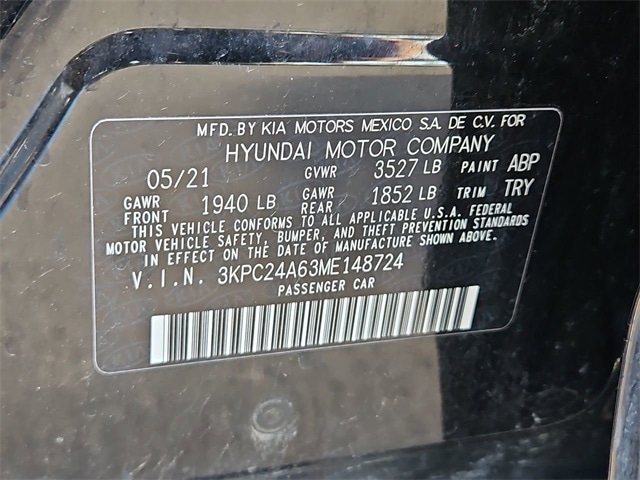 MFD. BY KIA MOTORS MEXICO S.A. DE C.V. FOR
HYUNDAI MOTOR COMPANY
05/21 GVWR 3527 LB PAINT ABP
GAWR FRONT 1940 LB GAWR REAR 1852 LB TRIM TRY
THIS VEHICLE CONFORMS TO ALL APPLICABLE U.S.A. FEDERAL
MOTOR VEHICLE SAFETY, BUMPER, AND THEFT PREVENTION STANDARDS
IN EFFECT ON THE DATE OF MANUFACTURE SHOWN ABOVE.
V.I.N. 3KPC24A63ME148724
PASSENGER CAR